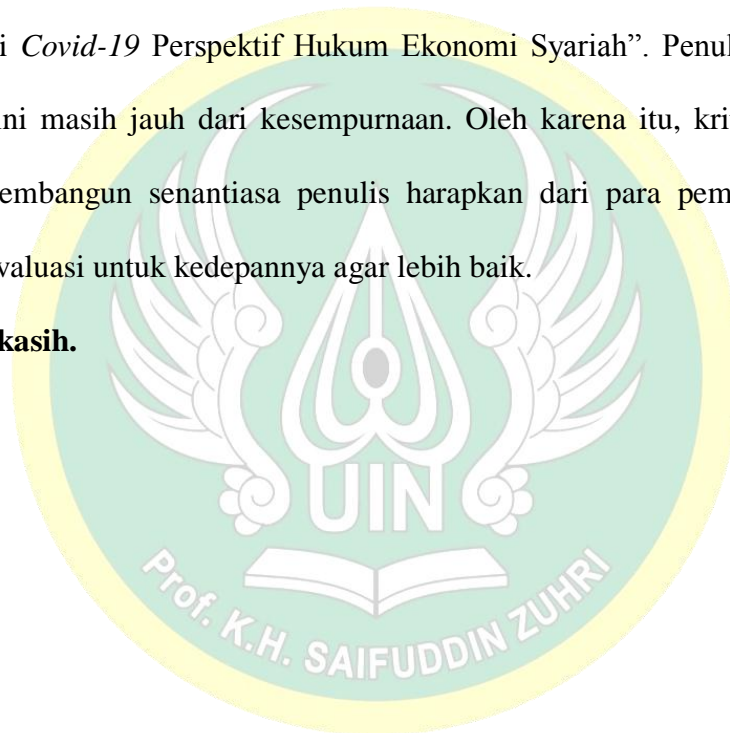 i Covid-19 Perspektif Hukum Ekonomi Syariah”. Penul
ini masih jauh dari kesempurnaan. Oleh karena itu, kri
embangun senantiasa penulis harapkan dari para pem
valuasi untuk kedepannya agar lebih baik.
kasih.
UIN
Prof. K.H. SAIFUDDIN ZUHRI